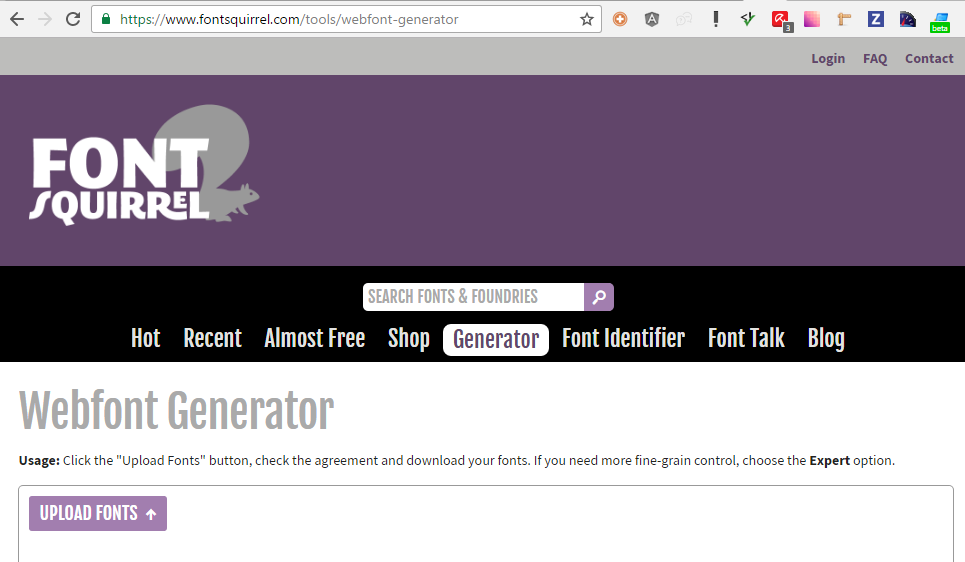 https://www.fontsquirrel.com/tools/webfont-generator
3
Z
beta
Login FAQ Contact
FONT
SQUIRREL
SEARCH FONTS & FOUNDRIES
Hot Recent Almost Free Shop Generator Font Identifier Font Talk Blog
Webfont Generator
Usage: Click the "Upload Fonts" button, check the agreement and download your fonts. If you need more fine-grain control, choose the Expert option.
UPLOAD FONTS